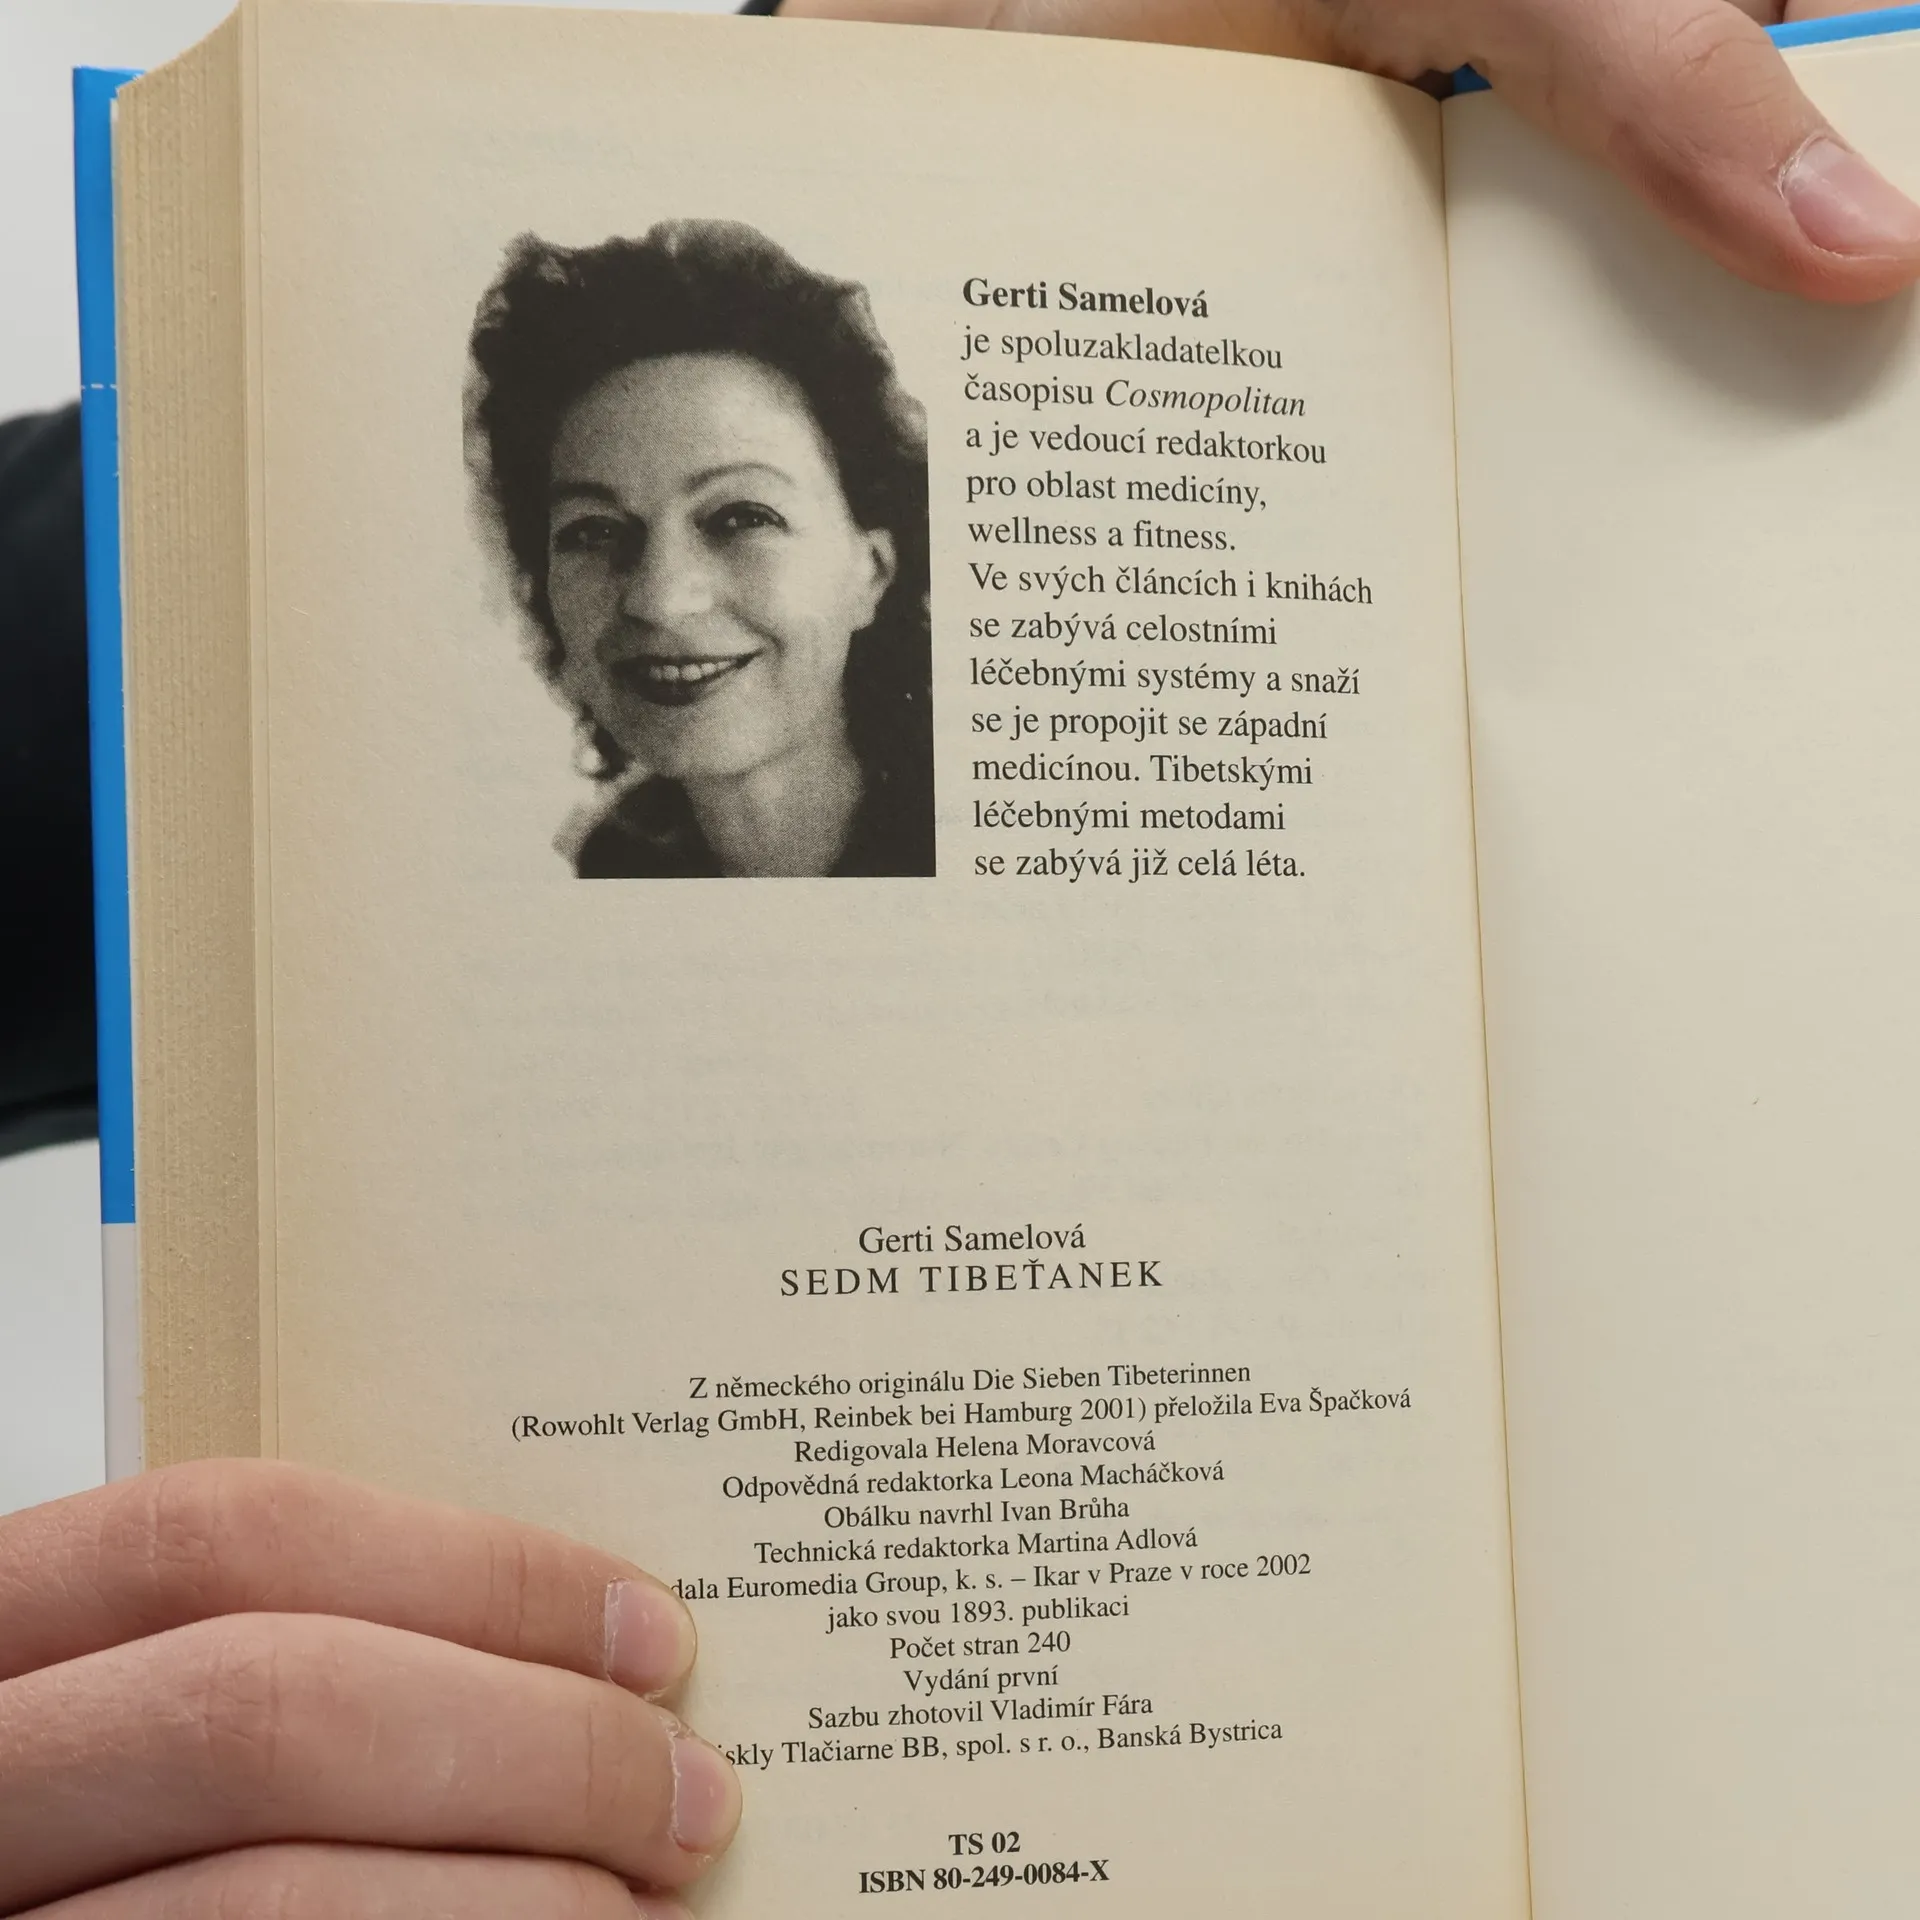 Gerti Samelová
je spoluzakladatelkou
časopisu Cosmopolitan
a je vedoucí redaktorkou
pro oblast medicíny,
wellness a fitness.
Ve svých článcích i knihách
se zabývá celostními
léčebnými systémy a snaží
se je propojit se západní
medicínou. Tibetskými
léčebnými metodami
se zabývá již celá léta.
Gerti Samelová
SEDM TIBEŤANEK
Z německého originálu Die Sieben Tibeterinnen
(Rowohlt Verlag GmbH, Reinbek bei Hamburg 2001) přeložila Eva Špačková
Redigovala Helena Moravcová
Odpovědná redaktorka Leona Macháčková
Obálku navrhl Ivan Brůha
Technická redaktorka Martina Adlová
Euromedia Group, k. s. – Ikar v Praze v roce 2002
jako svou 1893. publikaci
Počet stran 240
Vydání první
Sazbu zhotovil Vladimír Fára
Tlačiarne BB, spol. s r. o., Banská Bystrica
TS 02
ISBN 80-249-0084-X